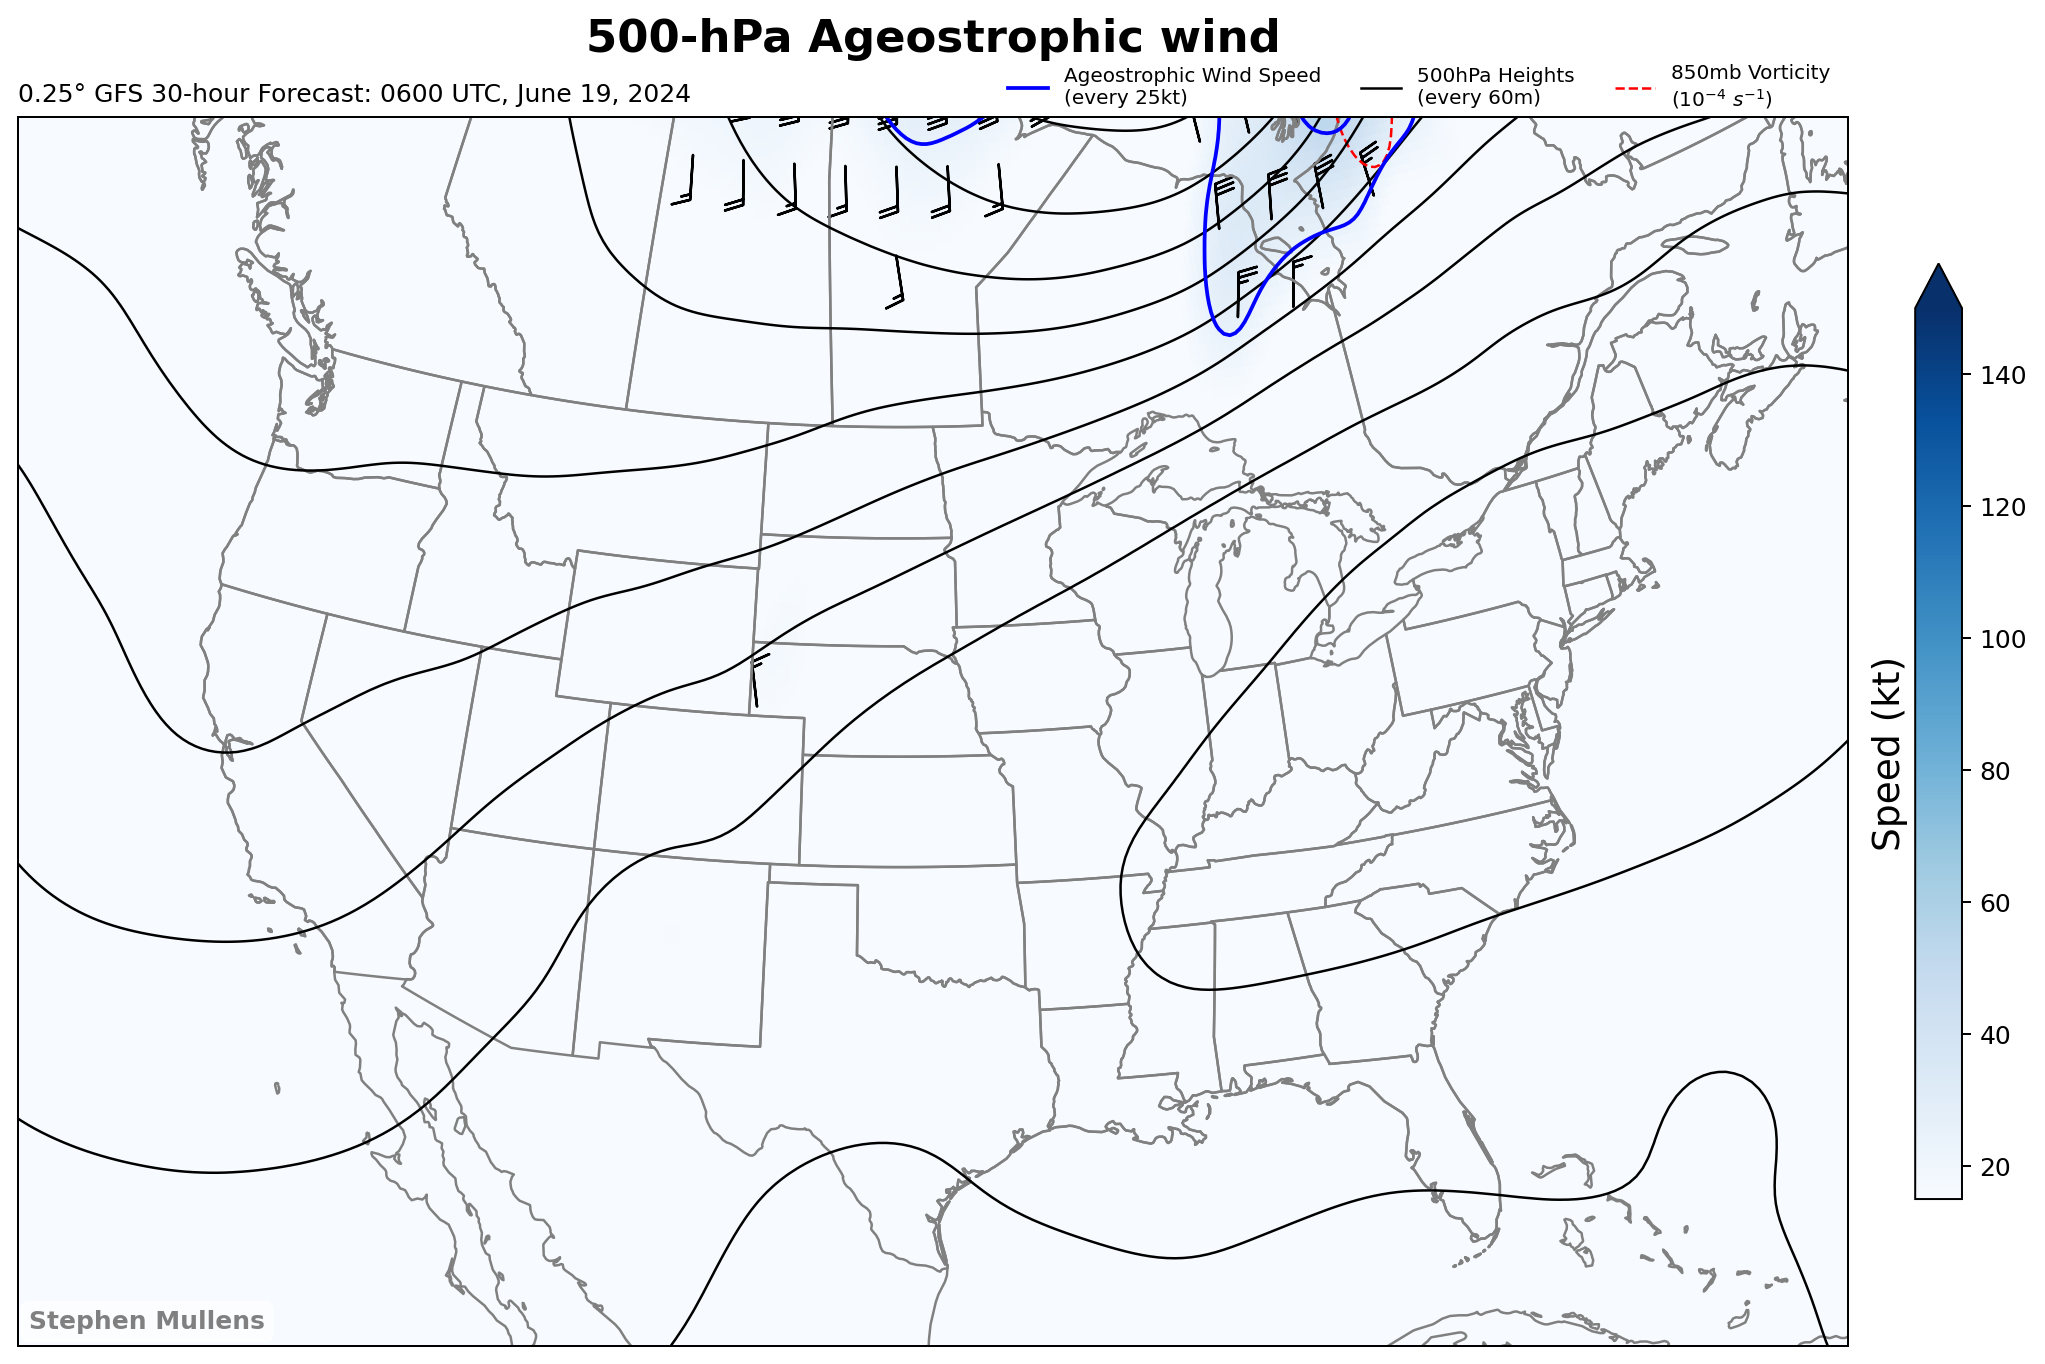 500-hPa Ageostrophic wind
0.25° GFS 30-hour Forecast: 0600 UTC, June 19, 2024
Ageostrophic Wind Speed
(every 25kt)
500hPa Heights
(every 60m)
850mb Vorticity
(10⁻⁴ s⁻¹)
140
120
100
80
60
40
20
Speed (kt)
Stephen Mullens